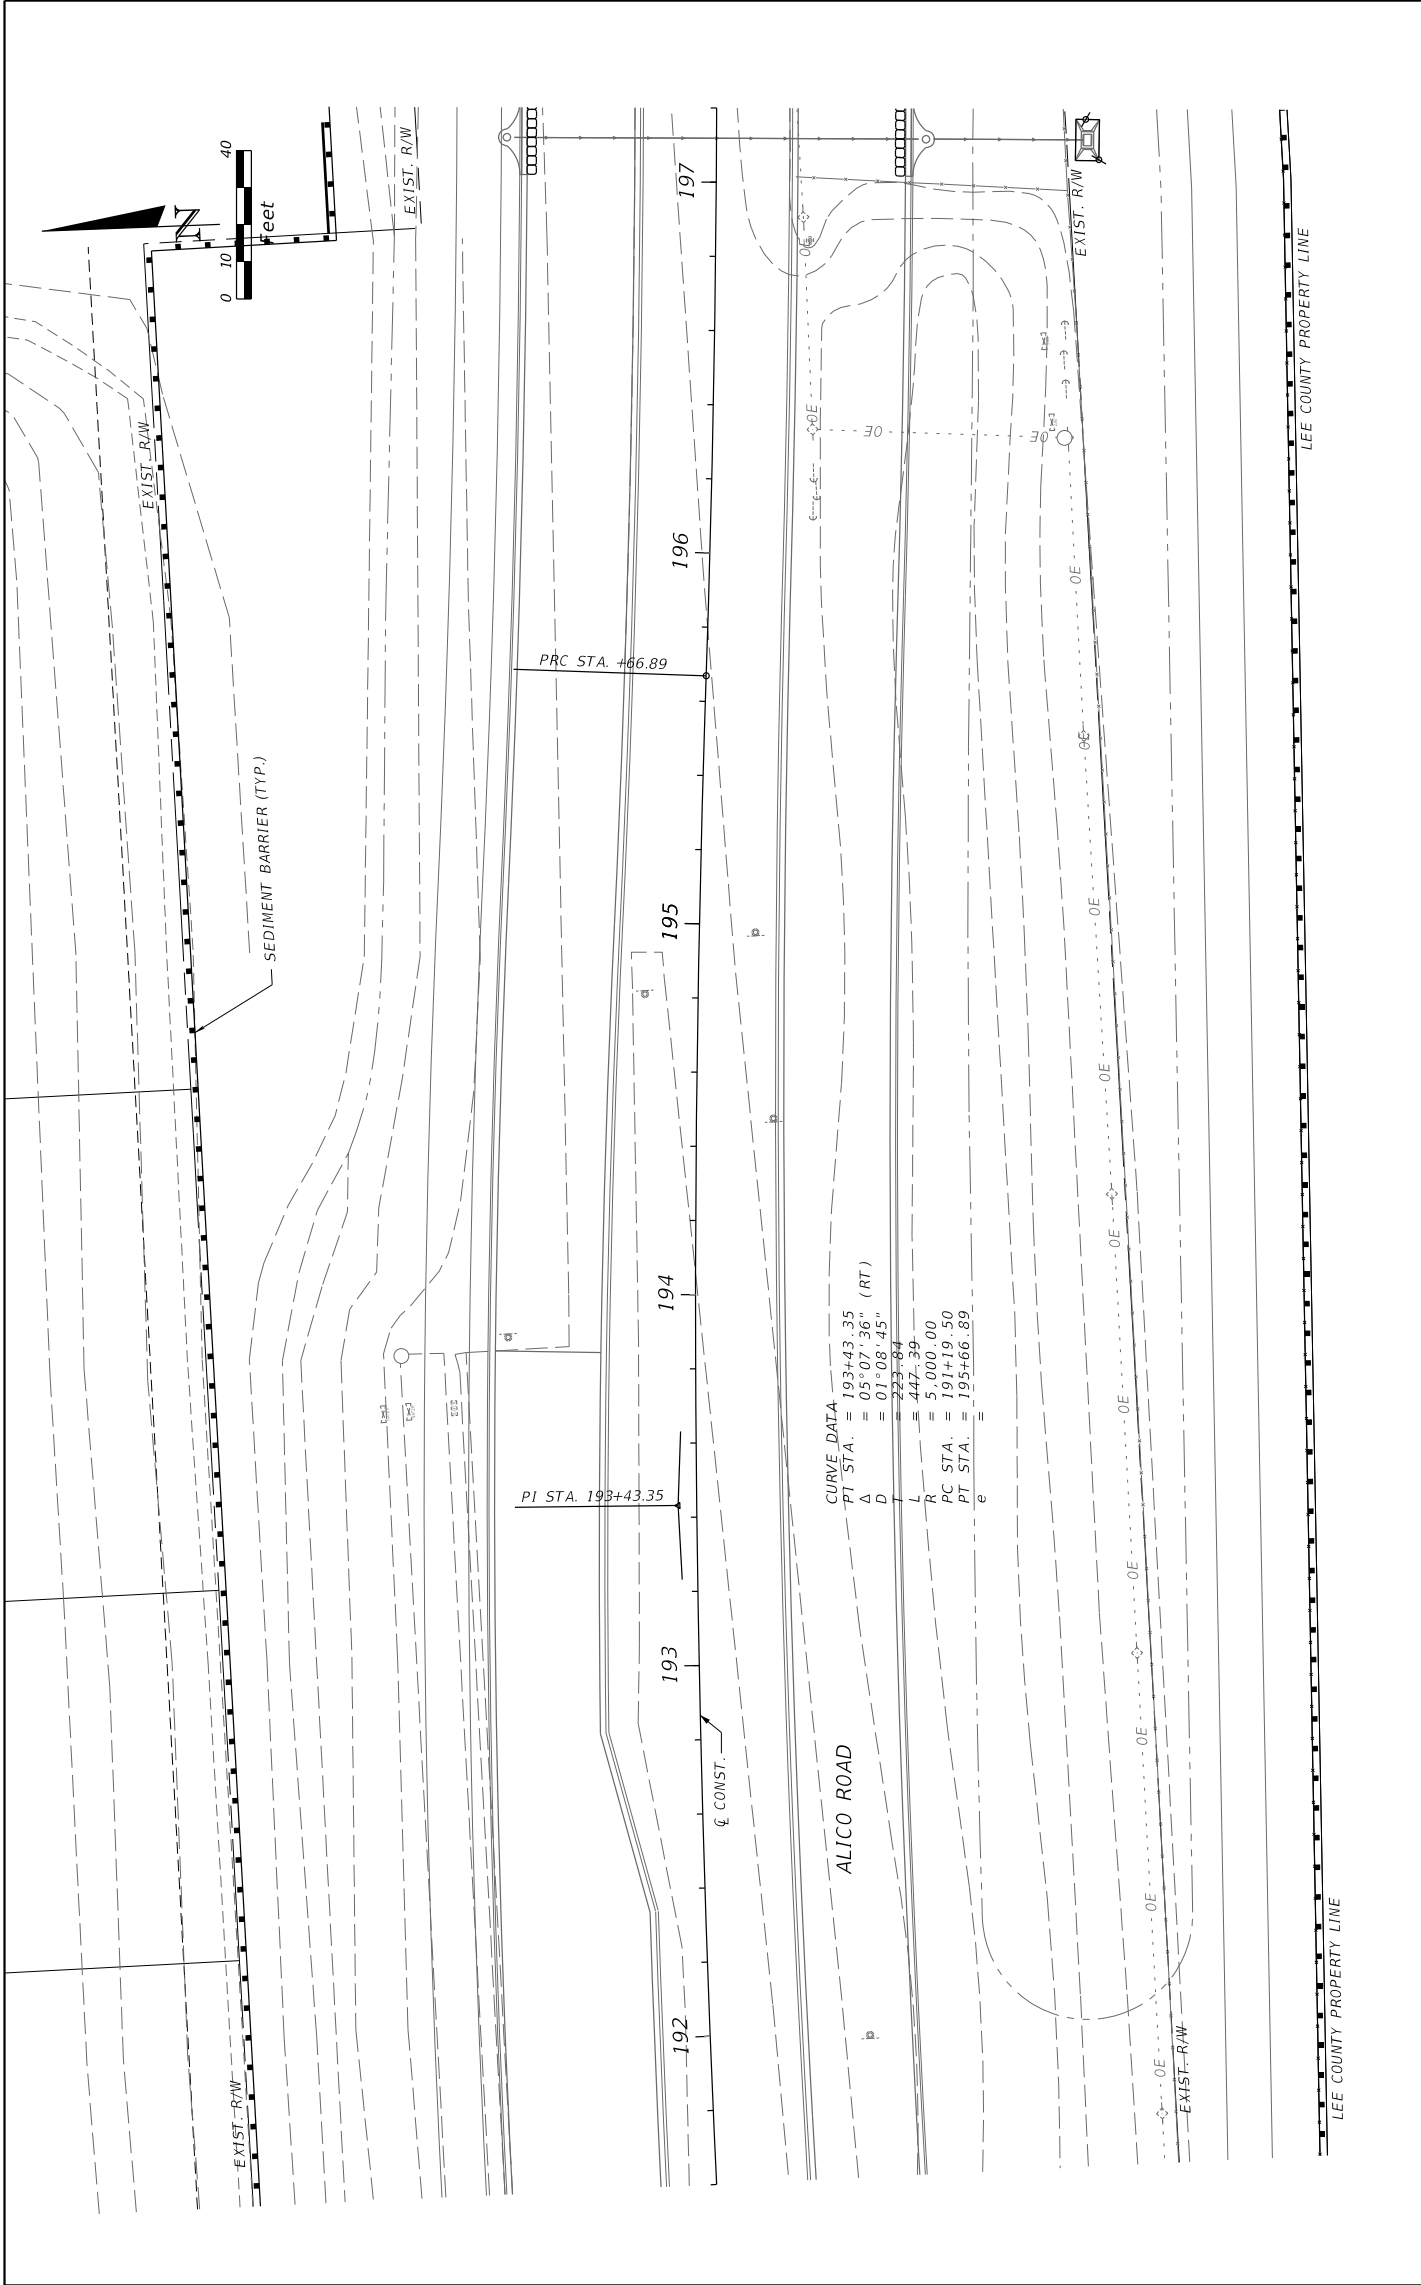 0 10 40
Feet
N
EXIST. R/W
EXIST. R/W
EXIST. R/W
SEDIMENT BARRIER (TYP.)
EXIST. R/W
PRC STA. +66.89
PI STA. 193+43.35
192
193
194
195
196
197
℄ CONST.
ALICO ROAD
CURVE DATA
PI STA. = 193+43.35
Δ = 05°07'36" (RT)
D = 01°08'45"
T = 223.84
L = 447.39
R = 5,000.00
PC STA. = 191+19.50
PT STA. = 195+66.89
e =
OE
OE
OE
OE
OE
OE
OE
OE
OE
OE
OE
OE
OE
OE
EXIST. R/W
LEE COUNTY PROPERTY LINE
LEE COUNTY PROPERTY LINE